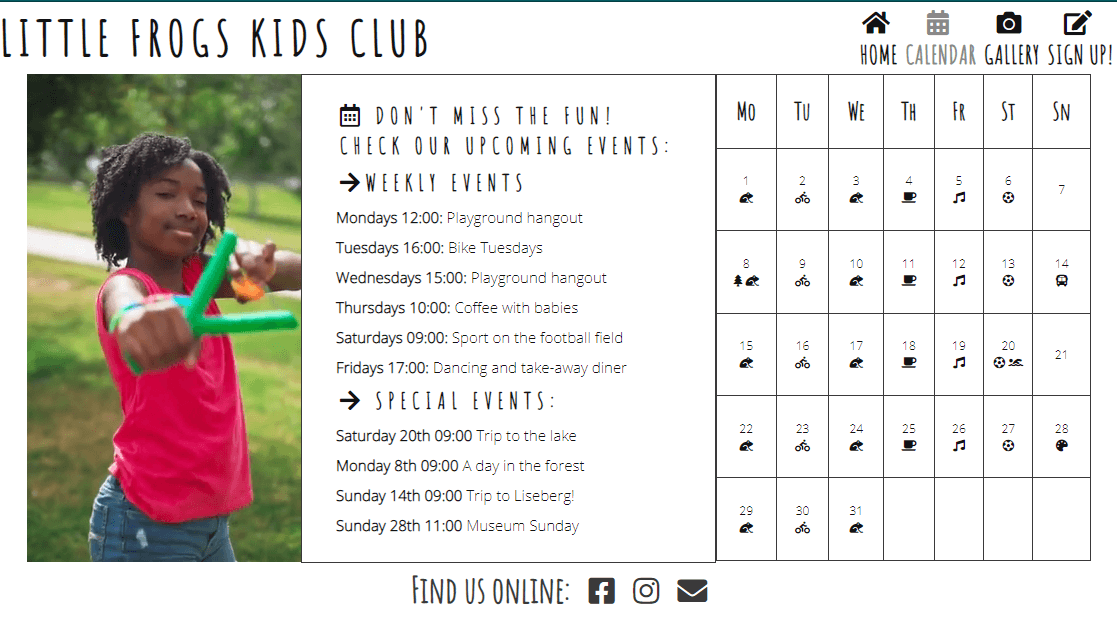 LITTLE FROGS KIDS CLUB
HOME CALENDAR GALLERY SIGN UP!
DON'T MISS THE FUN!
CHECK OUR UPCOMING EVENTS:
WEEKLY EVENTS
Mondays 12:00: Playground hangout
Tuesdays 16:00: Bike Tuesdays
Wednesdays 15:00: Playground hangout
Thursdays 10:00: Coffee with babies
Saturdays 09:00: Sport on the football field
Fridays 17:00: Dancing and take-away diner
SPECIAL EVENTS:
Saturday 20th 09:00 Trip to the lake
Monday 8th 09:00 A day in the forest
Sunday 14th 09:00 Trip to Liseberg!
Sunday 28th 11:00 Museum Sunday
Mo Tu We Th Fr St Sn
1 2 3 4 5 6 7
8 9 10 11 12 13 14
15 16 17 18 19 20 21
22 23 24 25 26 27 28
29 30 31
Find us online: